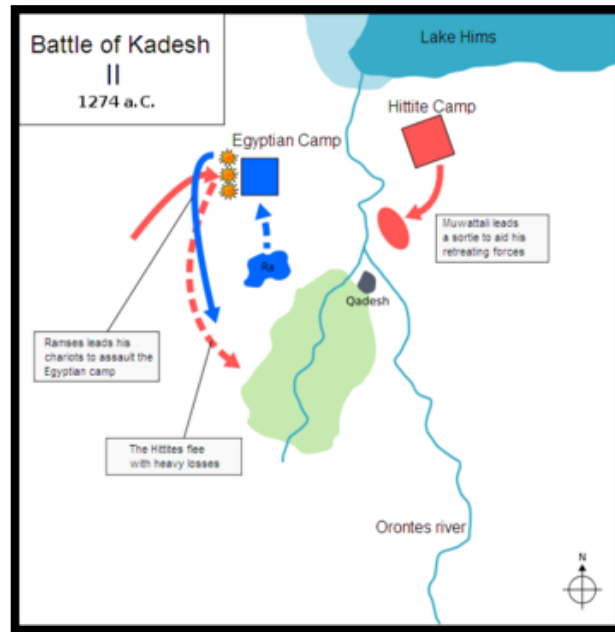 Battle of Kadesh
II
1274 a.C.
Lake Hims
Hittite Camp
Egyptian Camp
Muwattali leads
a sortie to aid his
retreating forces
Ra
Qadesh
Ramses leads his
chariots to assault the
Egyptian camp
The Hittites flee
with heavy losses
Orontes river
N